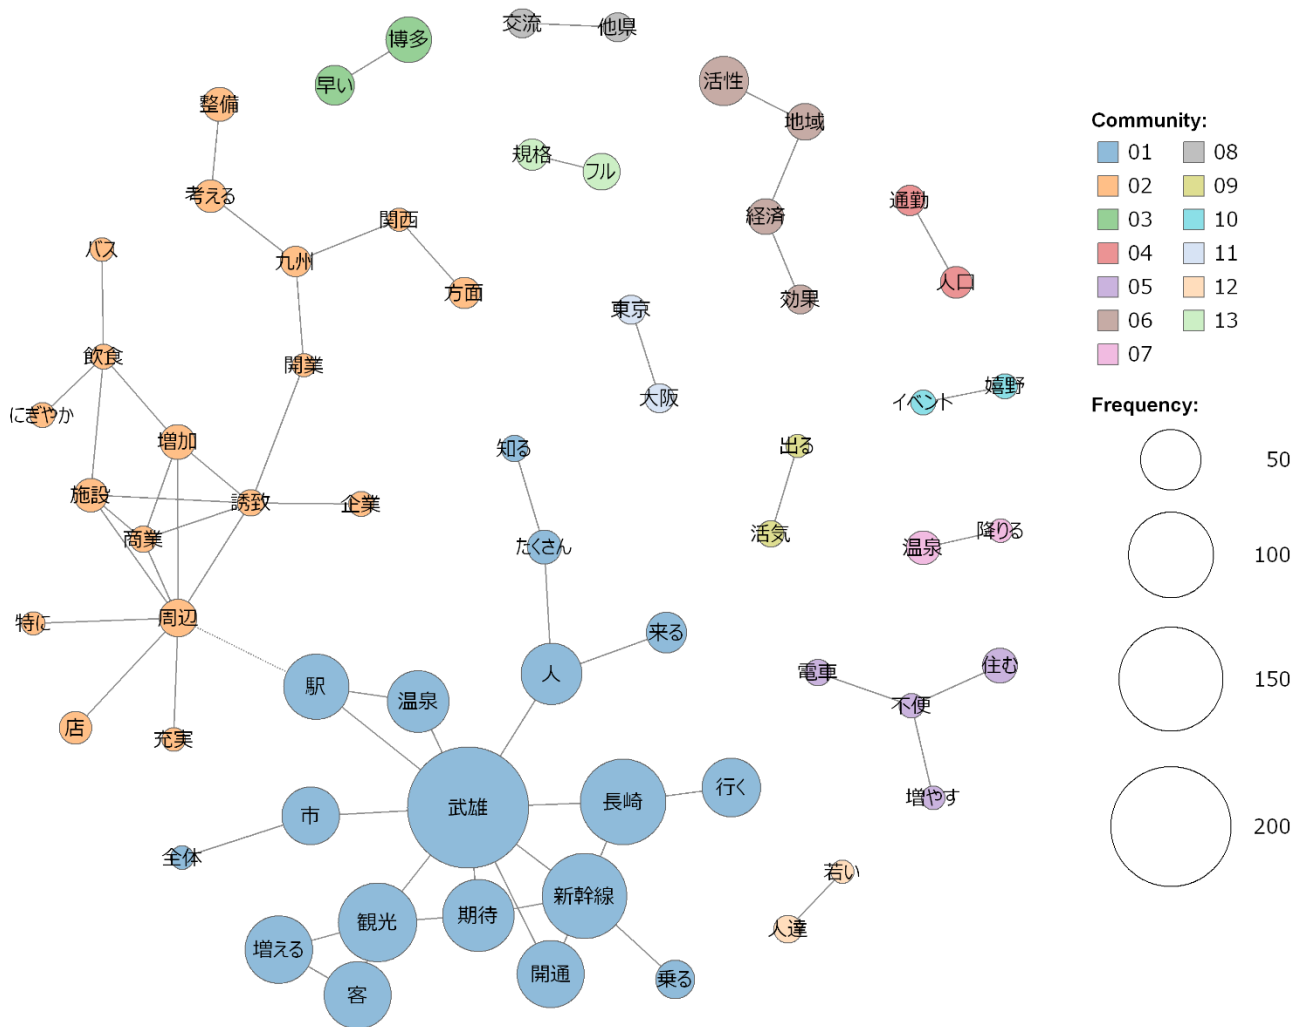 博多
早い
交流
他県
整備
考える
関西
九州
方面
バス
開業
飲食
にぎやか
増加
施設
誘致
企業
商業
特に
周辺
店
充実
規格
フル
活性
地域
経済
効果
通勤
人口
東京
大阪
イベント
嬉野
知る
たくさん
出る
活気
温泉
降りる
人
来る
駅
温泉
電車
住む
不便
増やす
武雄
長崎
行く
市
全体
観光
期待
新幹線
増える
客
開通
乗る
若い
人達
Community:
01
02
03
04
05
06
07
08
09
10
11
12
13
Frequency:
50
100
150
200